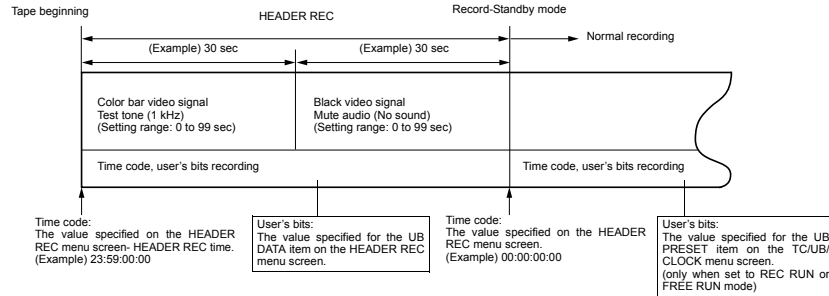 Tape beginning
HEADER REC
Record-Standby mode
(Example) 30 sec
(Example) 30 sec
Normal recording
Color bar video signal
Test tone (1 kHz)
(Setting range: 0 to 99 sec)
Black video signal
Mute audio (No sound)
(Setting range: 0 to 99 sec)
Time code, user's bits recording
Time code, user's bits recording
Time code:
The value specified on the HEADER
REC menu screen- HEADER REC time.
(Example) 23:59:00:00
User's bits:
The value specified for the UB
DATA item on the HEADER REC
menu screen.
Time code:
The value specified on the HEADER
REC menu screen.
(Example) 00:00:00:00
User's bits:
The value specified for the UB
PRESET item on the TC/UB/
CLOCK menu screen.
(only when set to REC RUN or
FREE RUN mode)